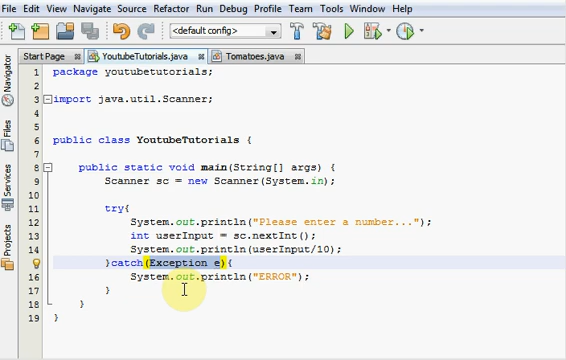 File Edit View Navigate Source Refactor Run Debug Profile Team Tools Window Help
<default config>
Start Page YoutubeTutorials.java Tomatoes.java
Navigator
Files
Services
Projects
1 package youtubetutorials;
2
3 import java.util.Scanner;
4
5
6 public class YoutubeTutorials {
7
8 public static void main(String[] args) {
9 Scanner sc = new Scanner(System.in);
10
11 try{
12 System.out.println("Please enter a number...");
13 int userInput = sc.nextInt();
14 System.out.println(userInput/10);
}catch(Exception e){
16 System.out.println("ERROR");
17 }
18 }
19 }